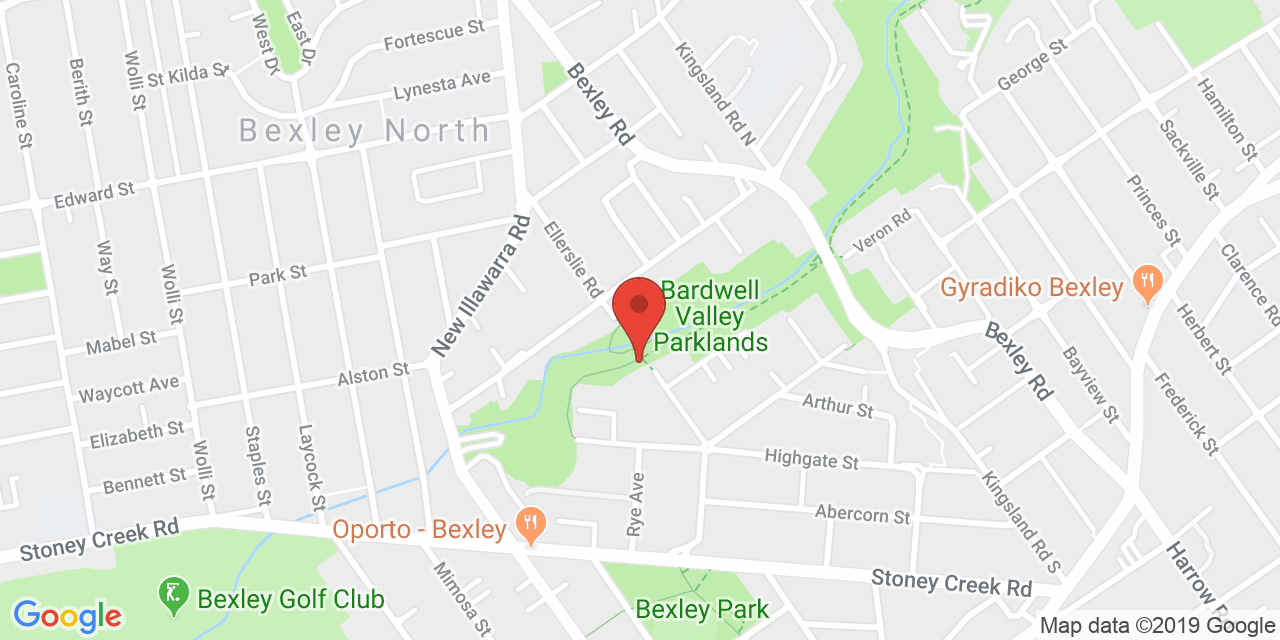 Fortescue St
East Dr
West Dr
St Kilda St
Lynesta Ave
Bexley North
Caroline St
Berith St
Wolli St
Edward St
Bexley Rd
Kingsland Rd N
George St
Hamilton St
Sackville St
Princes St
Clarence Rd
Veron Rd
Ellerslie Rd
New Illawarra Rd
Way St
Wolli St
Park St
Mabel St
Waycott Ave
Alston St
Elizabeth St
Bennett St
Wolli St
Staples St
Laycock St
Bardwell
Valley
Parklands
Gyradiko Bexley
Herbert St
Bexley Rd
Bayview St
Frederick St
Arthur St
Highgate St
Abercorn St
Kingsland Rd S
Rye Ave
Oporto - Bexley
Stoney Creek Rd
Stoney Creek Rd
Mimosa St
Bexley Golf Club
Bexley Park
Harrow R
Google
Map data ©2019 Google